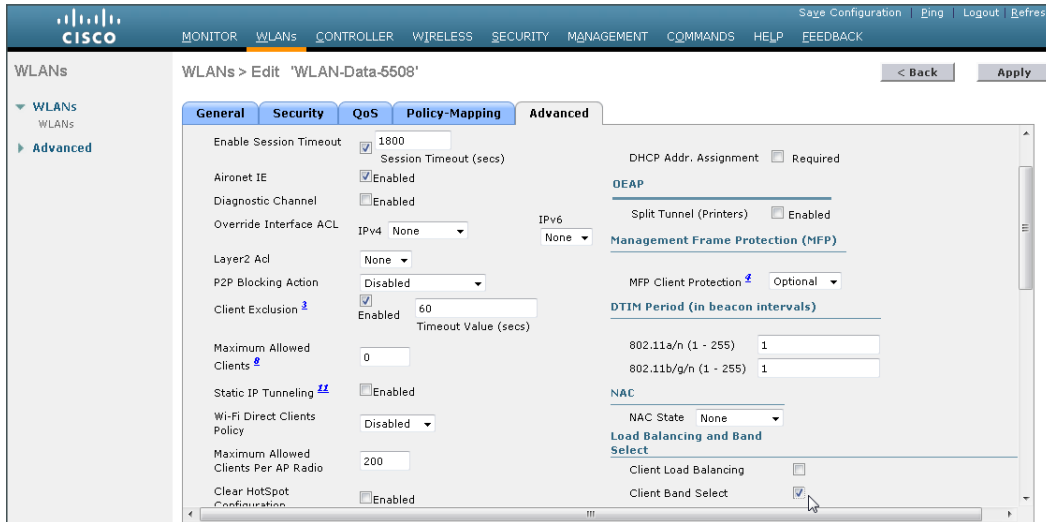 Save Configuration | Ping | Logout | Refres
CISCO
MONITOR WLANs CONTROLLER WIRELESS SECURITY MANAGEMENT COMMANDS HELP FEEDBACK
WLANs
WLANs
WLANs
Advanced
WLANs > Edit 'WLAN-Data-5508'
< Back
Apply
General Security QoS Policy-Mapping Advanced
Enable Session Timeout 1800
Session Timeout (secs)
Aironet IE Enabled
Diagnostic Channel Enabled
Override Interface ACL IPv4 None IPv6 None
Layer2 Acl None
P2P Blocking Action Disabled
Client Exclusion 3 Enabled 60
Timeout Value (secs)
Maximum Allowed
Clients 8 0
Static IP Tunneling 11 Enabled
Wi-Fi Direct Clients
Policy Disabled
Maximum Allowed
Clients Per AP Radio 200
Clear HotSpot
Configuration Enabled
DHCP Addr. Assignment Required
OEAP
Split Tunnel (Printers) Enabled
Management Frame Protection (MFP)
MFP Client Protection 4 Optional
DTIM Period (in beacon intervals)
802.11a/n (1 - 255) 1
802.11b/g/n (1 - 255) 1
NAC
NAC State None
Load Balancing and Band
Select
Client Load Balancing
Client Band Select